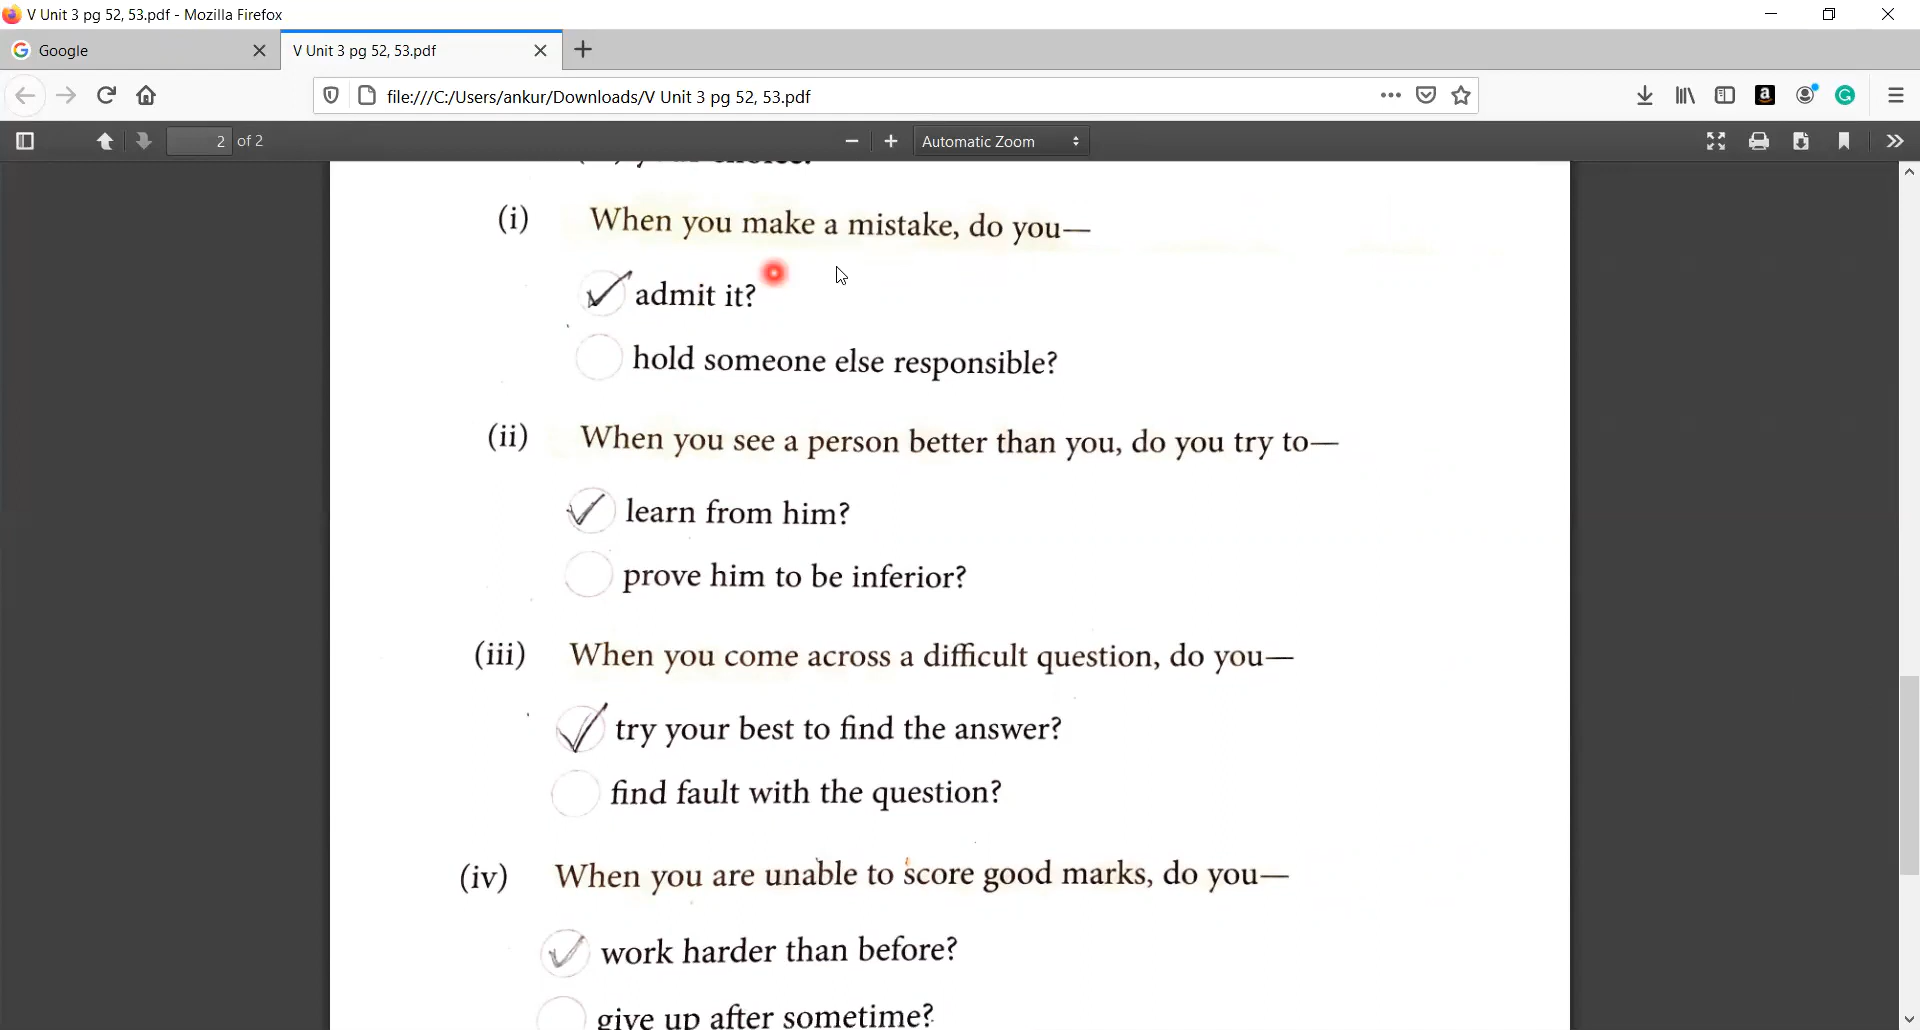 V Unit 3 pg 52, 53.pdf - Mozilla Firefox
Google
V Unit 3 pg 52, 53.pdf
file:///C:/Users/ankur/Downloads/V Unit 3 pg 52, 53.pdf
2 of 2
Automatic Zoom
(i) When you make a mistake, do you—
admit it?
hold someone else responsible?
(ii) When you see a person better than you, do you try to—
learn from him?
prove him to be inferior?
(iii) When you come across a difficult question, do you—
try your best to find the answer?
find fault with the question?
(iv) When you are unable to score good marks, do you—
work harder than before?
give up after sometime?